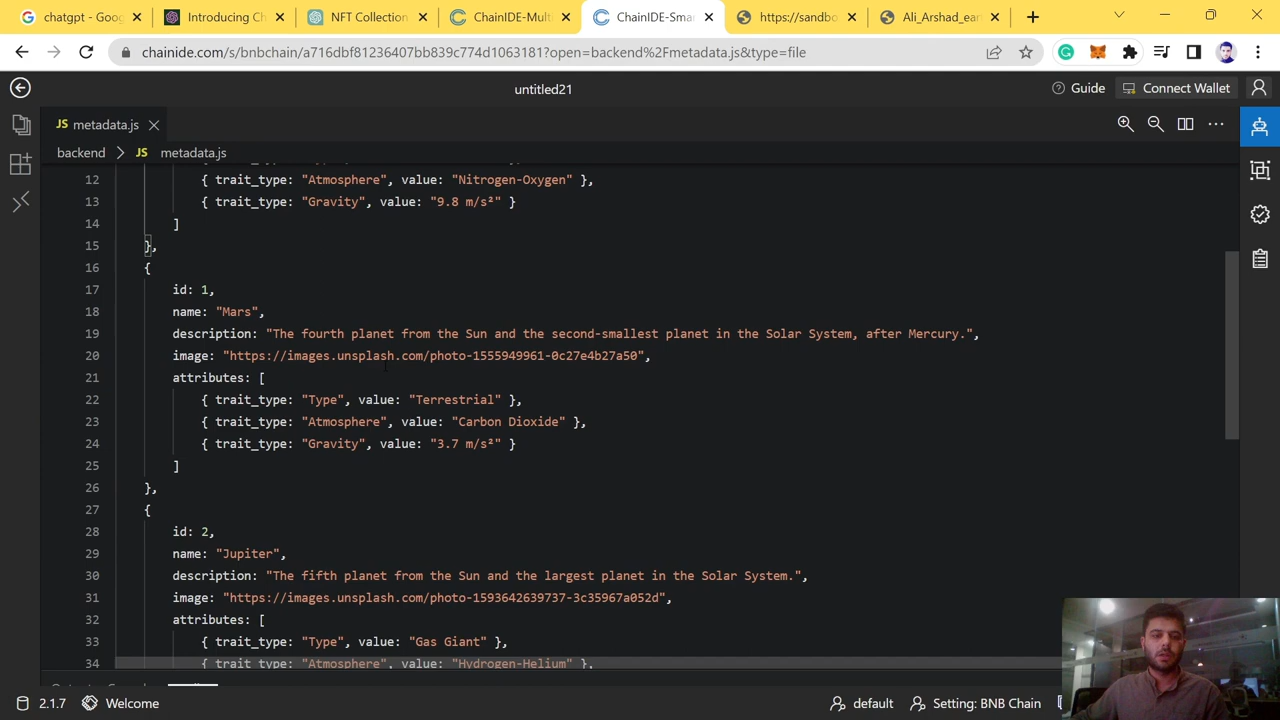 chatgpt - Goog
Introducing Ch
NFT Collection
ChainIDE-Mult
ChainIDE-Smar
https://sandbo
Ali_Arshad_ear
chainide.com/s/bnbchain/a716dbf81236407bb839c774d1063181?open=backend%2Fmetadata.js&type=file
untitled21
Guide
Connect Wallet
JS metadata.js
backend > JS metadata.js
12 { trait_type: "Atmosphere", value: "Nitrogen-Oxygen" },
13 { trait_type: "Gravity", value: "9.8 m/s²" }
14 ]
15 },
16 {
17 id: 1,
18 name: "Mars",
19 description: "The fourth planet from the Sun and the second-smallest planet in the Solar System, after Mercury.",
20 image: "https://images.unsplash.com/photo-1555949961-0c27e4b27a50",
21 attributes: [
22 { trait_type: "Type", value: "Terrestrial" },
23 { trait_type: "Atmosphere", value: "Carbon Dioxide" },
24 { trait_type: "Gravity", value: "3.7 m/s²" }
25 ]
26 },
27 {
28 id: 2,
29 name: "Jupiter",
30 description: "The fifth planet from the Sun and the largest planet in the Solar System.",
31 image: "https://images.unsplash.com/photo-1593642639737-3c35967a052d",
32 attributes: [
33 { trait_type: "Type", value: "Gas Giant" },
34 { trait_type: "Atmosphere", value: "Hydrogen-Helium" },
2.1.7
Welcome
default
Setting: BNB Chain